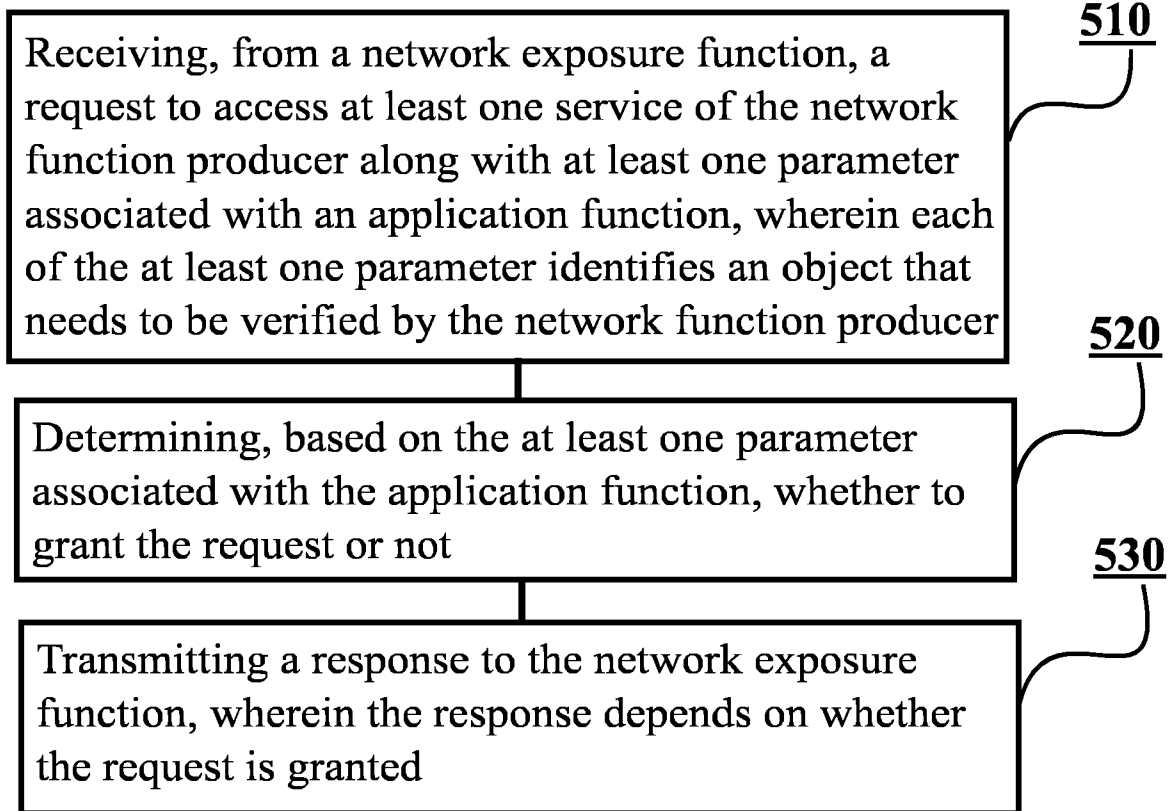 510
Receiving, from a network exposure function, a
request to access at least one service of the network
function producer along with at least one parameter
associated with an application function, wherein each
of the at least one parameter identifies an object that
needs to be verified by the network function producer
520
Determining, based on the at least one parameter
associated with the application function, whether to
grant the request or not
530
Transmitting a response to the network exposure
function, wherein the response depends on whether
the request is granted